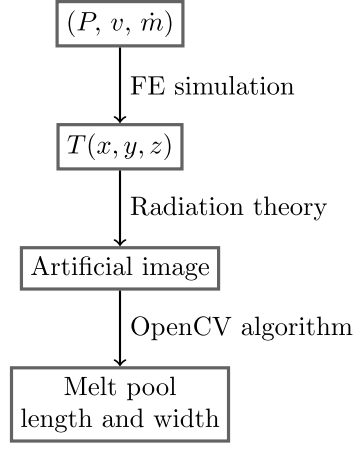 (P, v, ṁ)
FE simulation
T(x, y, z)
Radiation theory
Artificial image
OpenCV algorithm
Melt pool
length and width